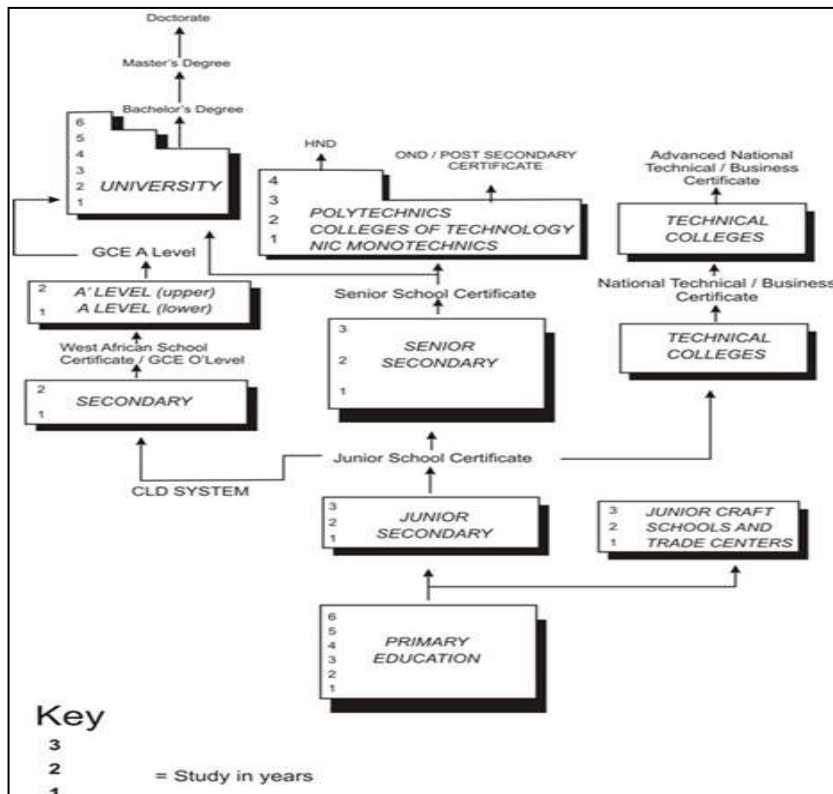 Doctorate
Master's Degree
Bachelor's Degree
6
5
4
3
2
1
UNIVERSITY
HND
OND / POST SECONDARY
CERTIFICATE
4
3
2
1
POLYTECHNICS
COLLEGES OF TECHNOLOGY
NIC MONOTECHNICS
Advanced National
Technical / Business
Certificate
TECHNICAL
COLLEGES
GCE A Level
2
1
A' LEVEL (upper)
A LEVEL (lower)
Senior School Certificate
National Technical / Business
Certificate
West African School
Certificate / GCE O'Level
3
2
1
SENIOR
SECONDARY
TECHNICAL
COLLEGES
2
1
SECONDARY
Junior School Certificate
CLD SYSTEM
3
2
1
JUNIOR
SECONDARY
3
2
1
JUNIOR CRAFT
SCHOOLS AND
TRADE CENTERS
6
5
4
3
2
1
PRIMARY
EDUCATION
Key
3
2
1
= Study in years